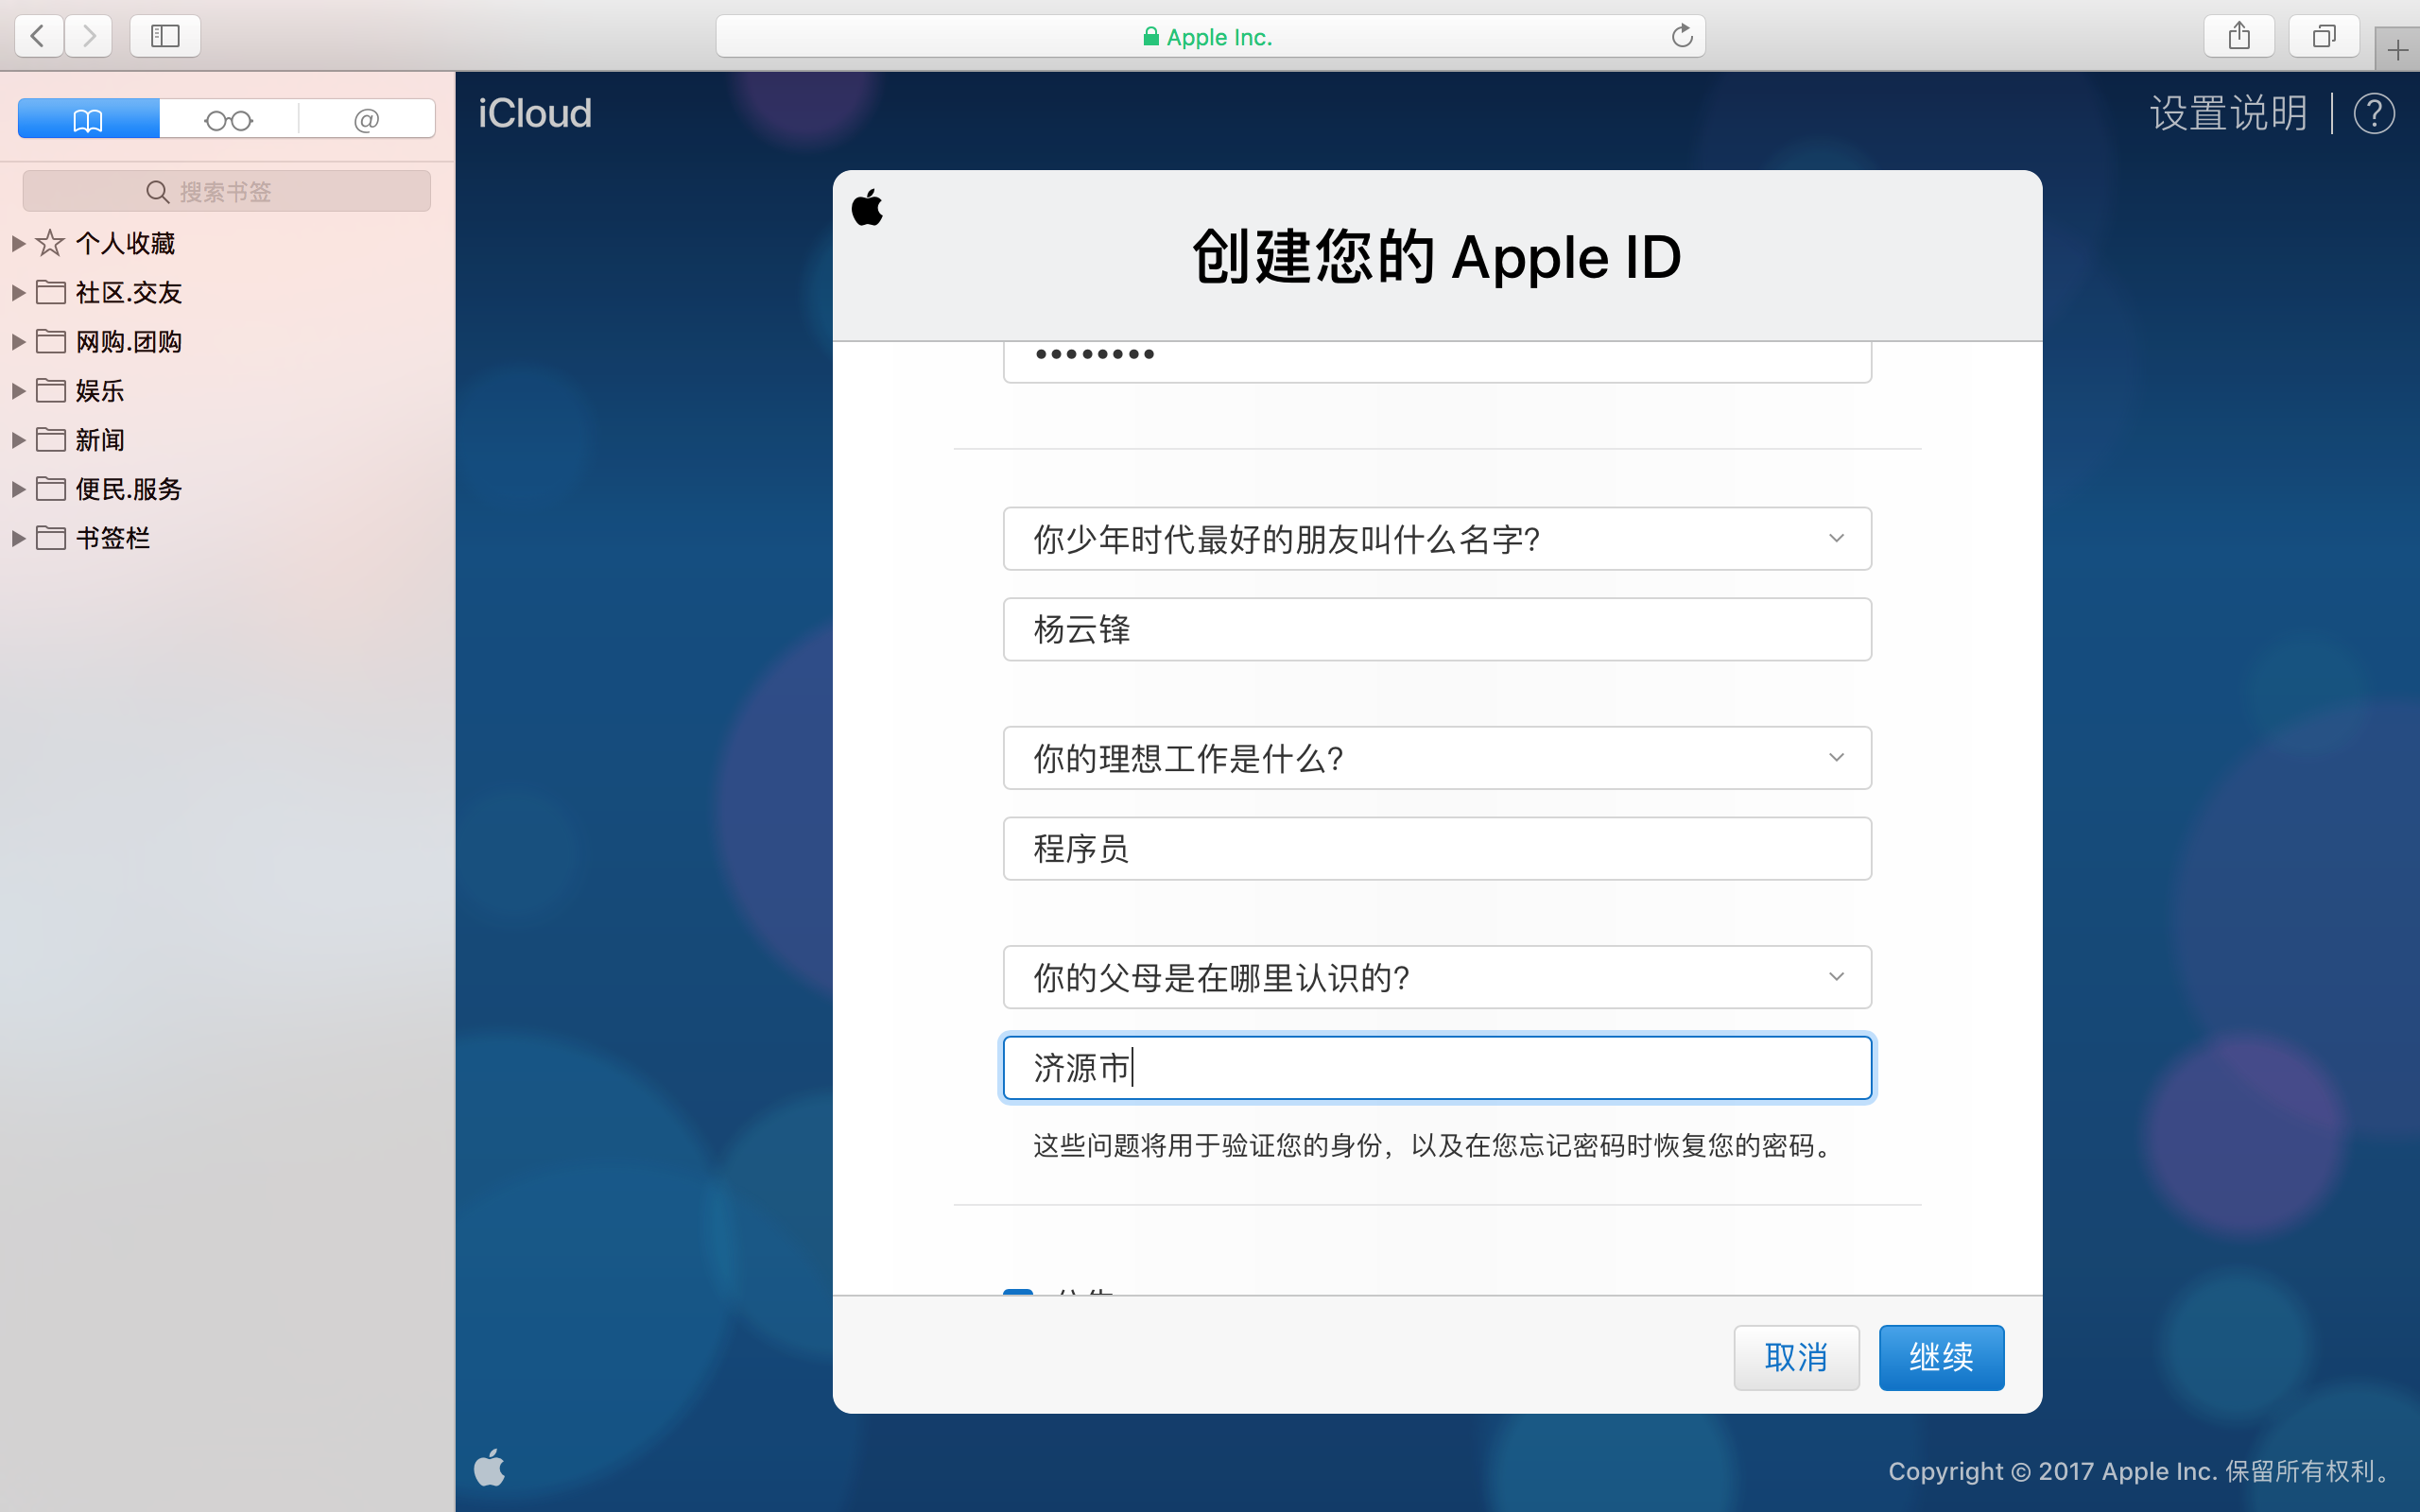 Apple Inc.
@
搜索书签
个人收藏
社区.交友
网购.团购
娱乐
新闻
便民.服务
书签栏
iCloud
设置说明
?
创建您的 Apple ID
••••••••
你少年时代最好的朋友叫什么名字?
杨云锋
你的理想工作是什么?
程序员
你的父母是在哪里认识的?
济源市
这些问题将用于验证您的身份，以及在您忘记密码时恢复您的密码。
取消
继续
Copyright © 2017 Apple Inc. 保留所有权利。